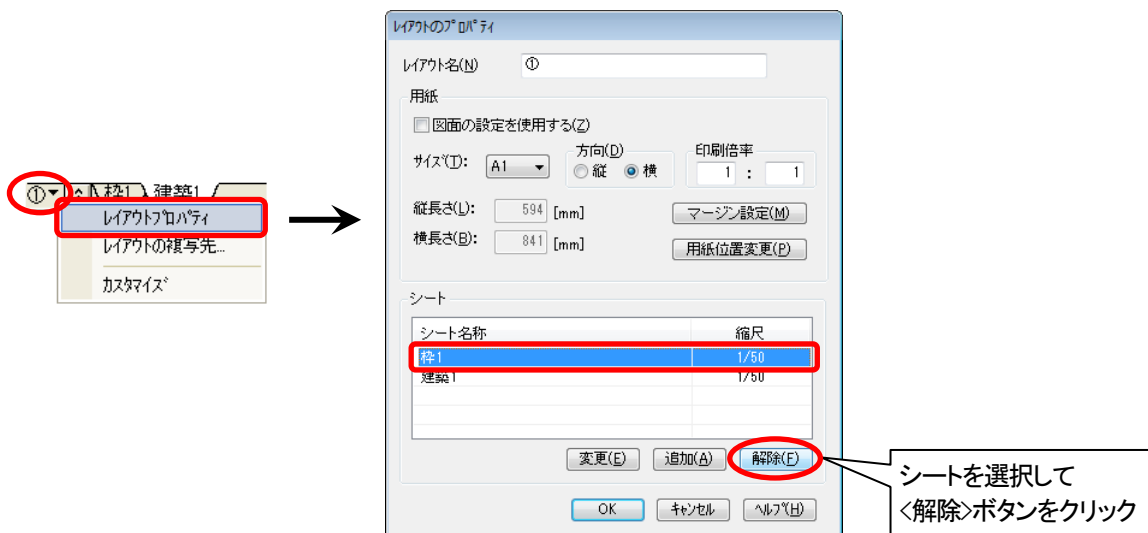 ①▼ 枠1 建築1
ﾚｲｱｳﾄﾌﾟﾛﾊﾟﾃｨ
ﾚｲｱｳﾄの複写先...
ｶｽﾀﾏｲｽﾞ
ﾚｲｱｳﾄのﾌﾟﾛﾊﾟﾃｨ
ﾚｲｱｳﾄ名(N) ①
用紙
図面の設定を使用する(Z)
ｻｲｽﾞ(T): A1
方向(D)
縦 横
印刷倍率
1 : 1
縦長さ(L): 594 [mm]
マージン設定(M)
横長さ(B): 841 [mm]
用紙位置変更(P)
シート
シート名称 縮尺
枠1 1/50
建築1 1/50
変更(E) 追加(A) 解除(F)
OK ｷｬﾝｾﾙ ﾍﾙﾌﾟ(H)
シートを選択して
<解除>ボタンをクリック